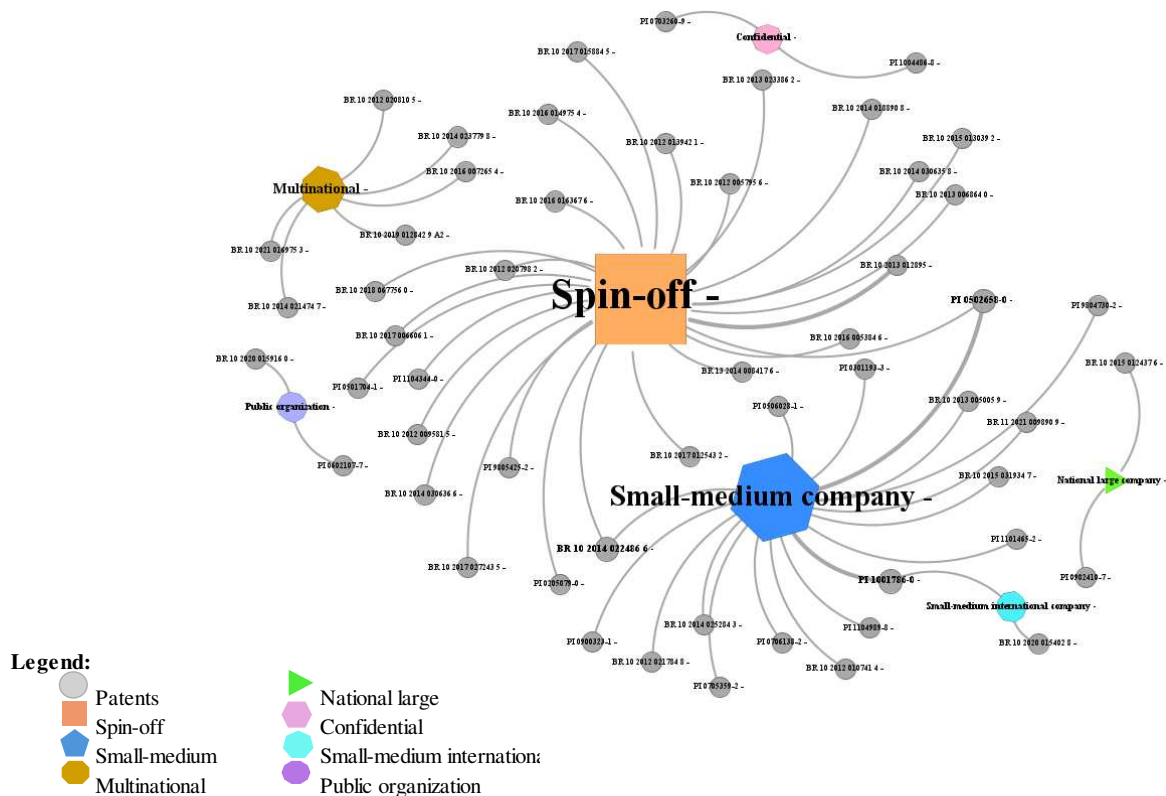 PI 0703260-9 -
Confidential -
BR 10 2017 015884 5 -
PI 1004486-8 -
BR 10 2013 023386 2 -
BR 10 2012 020810 5 -
BR 10 2014 018890 8 -
BR 10 2016 014975 4 -
BR 10 2014 023779 8 -
BR 10 2012 013942 1 -
BR 10 2015 013039 2 -
BR 10 2016 007265 4 -
BR 10 2014 030635 8 -
BR 10 2012 005795 6 -
Multinational -
BR 10 2013 006864 0 -
BR 10 2016 016367 6 -
BR 10 2019 012842 9 A2 -
BR 10 2021 016975 3 -
BR 10 2013 012895 -
BR 10 2012 020798 2 -
BR 10 2018 067756 0 -
Spin-off -
PI 0502658-0 -
PI 9804730-2 -
BR 10 2014 021474 7 -
BR 10 2017 006606 1 -
BR 10 2016 005384 6 -
BR 10 2020 015916 0 -
BR 10 2015 012437 6 -
PI 0301193-3 -
BR 13 2014 008417 6 -
PI 1104344-0 -
PI 0501704-1 -
BR 10 2013 005005 9 -
Public organization -
PI 0506028-1 -
BR 11 2021 009890 9 -
BR 10 2012 009581 5 -
BR 10 2017 012543 2 -
PI 0602107-7 -
PI 9805425-2 -
BR 10 2015 031934 7 -
National large company -
BR 10 2014 030636 6 -
Small-medium company -
PI 1101465-2 -
BR 10 2014 022486 6 -
BR 10 2017 027243 5 -
PI 0902410-7 -
PI 1001786-0 -
PI 0205079-0 -
Small-medium international company -
BR 10 2014 025284 3 -
PI 1104989-8 -
PI 0900323-1 -
PI 0706138-2 -
BR 10 2020 015402 8 -
BR 10 2012 021784 8 -
BR 10 2012 010741 4 -
PI 0705359-2 -
Legend:
Patents
Spin-off
Small-medium
Multinational
National large
Confidential
Small-medium internationa
Public organization